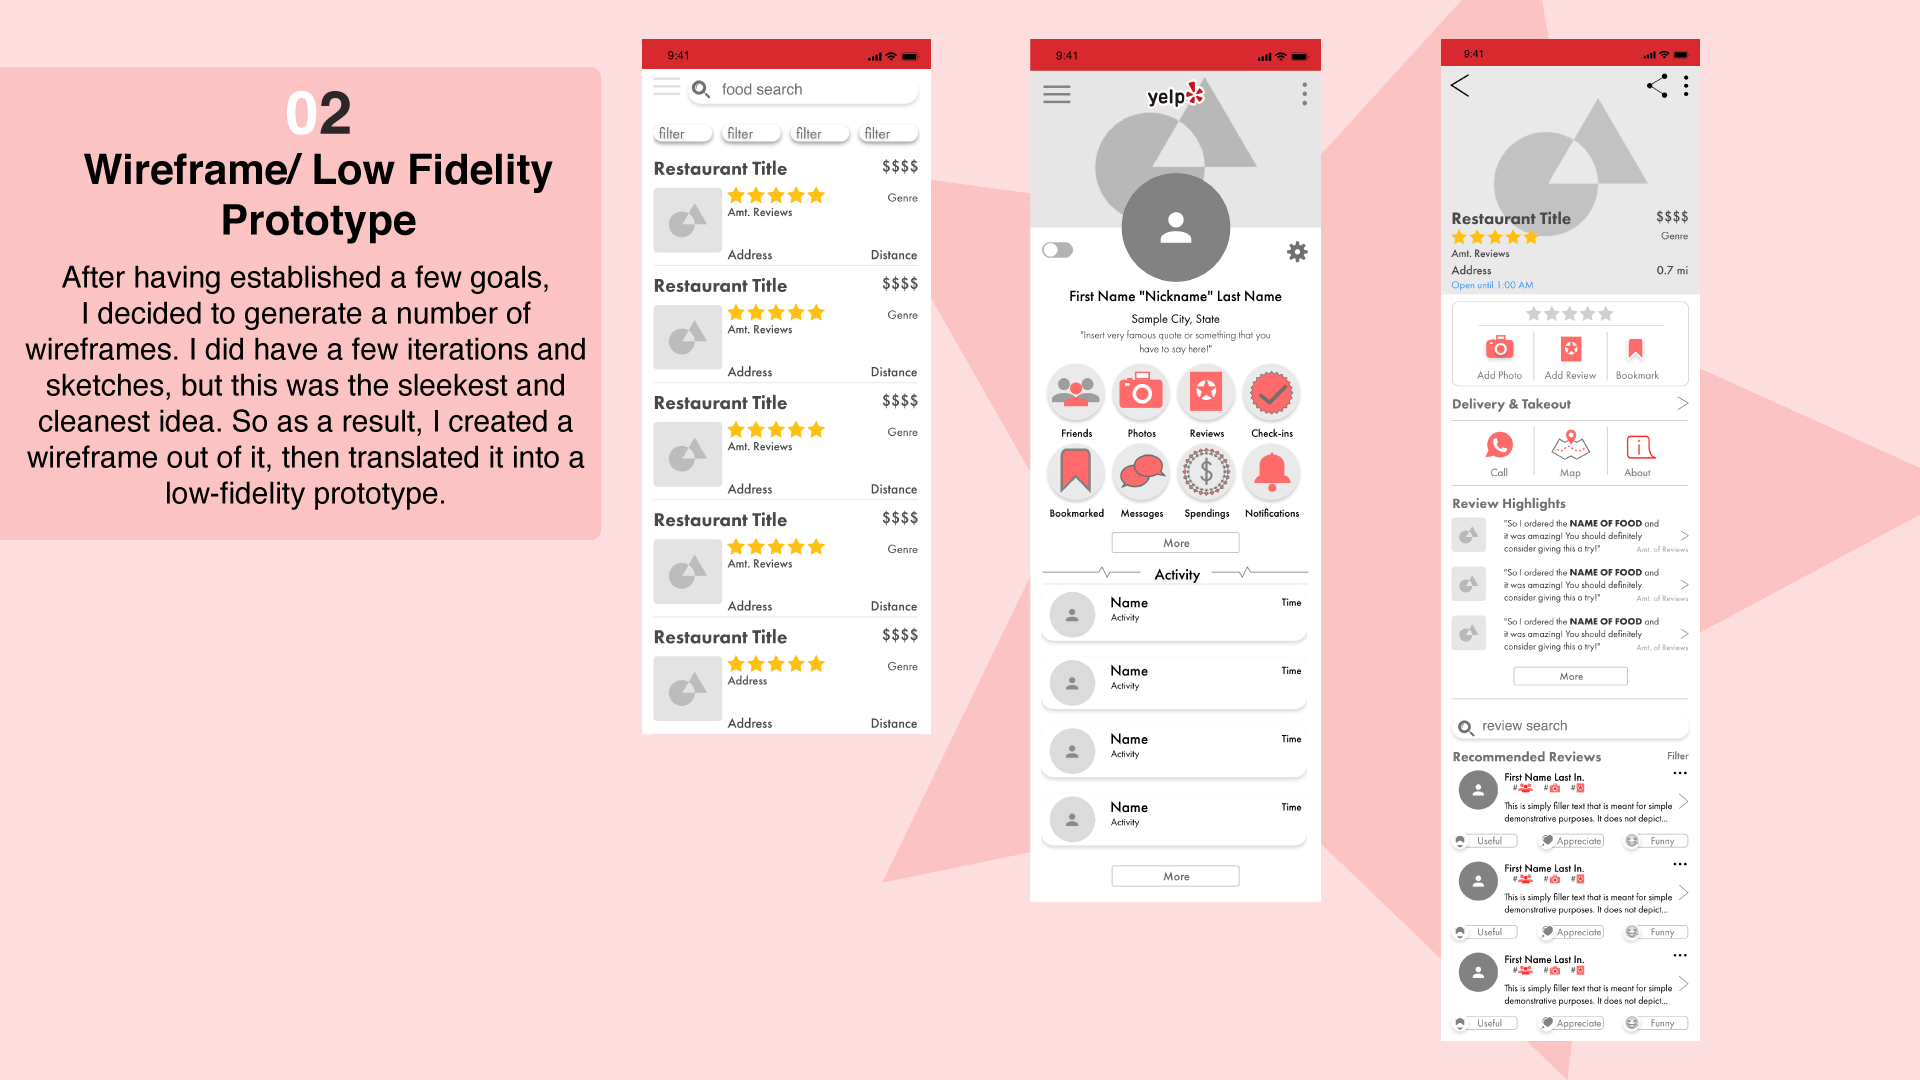 02
Wireframe/ Low Fidelity
Prototype
After having established a few goals,
I decided to generate a number of
wireframes. I did have a few iterations and
sketches, but this was the sleekest and
cleanest idea. So as a result, I created a
wireframe out of it, then translated it into a
low-fidelity prototype.
9:41
food search
filter filter filter filter
Restaurant Title $$$$
Genre
Amt. Reviews
Address Distance
Restaurant Title $$$$
Genre
Amt. Reviews
Address Distance
Restaurant Title $$$$
Genre
Amt. Reviews
Address Distance
Restaurant Title $$$$
Genre
Amt. Reviews
Address Distance
Restaurant Title $$$$
Genre
Address
Address Distance
9:41
yelp
First Name "Nickname" Last Name
Sample City, State
"Insert very famous quote or something that you
have to say here!"
Friends Photos Reviews Check-ins
$
Bookmarked Messages Spendings Notifications
More
Activity
Name Time
Activity
Name Time
Activity
Name Time
Activity
Name Time
Activity
More
9:41
Restaurant Title $$$$
Genre
Amt. Reviews
Address 0.7 mi
Open until 1:00 AM
Add Photo Add Review Bookmark
Delivery & Takeout
Call Map About
Review Highlights
"So I ordered the NAME OF FOOD and
it was amazing! You should definitely
consider giving this a try!" Amt. of Reviews
"So I ordered the NAME OF FOOD and
it was amazing! You should definitely
consider giving this a try!" Amt. of Reviews
"So I ordered the NAME OF FOOD and
it was amazing! You should definitely
consider giving this a try!" Amt. of Reviews
More
review search
Recommended Reviews Filter
First Name Last In.
# # #
This is simply filler text that is meant for simple
demonstrative purposes. It does not depict...
Useful Appreciate Funny
First Name Last In.
# # #
This is simply filler text that is meant for simple
demonstrative purposes. It does not depict...
Useful Appreciate Funny
First Name Last In.
# # #
This is simply filler text that is meant for simple
demonstrative purposes. It does not depict...
Useful Appreciate Funny